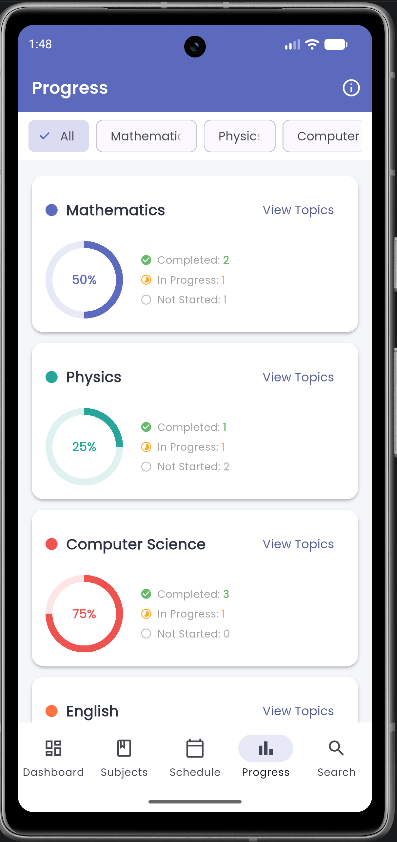 1:48
Progress
All Mathematic Physics Computer
Mathematics View Topics
50%
Completed: 2
In Progress: 1
Not Started: 1
Physics View Topics
25%
Completed: 1
In Progress: 1
Not Started: 2
Computer Science View Topics
75%
Completed: 3
In Progress: 1
Not Started: 0
English View Topics
Dashboard Subjects Schedule Progress Search